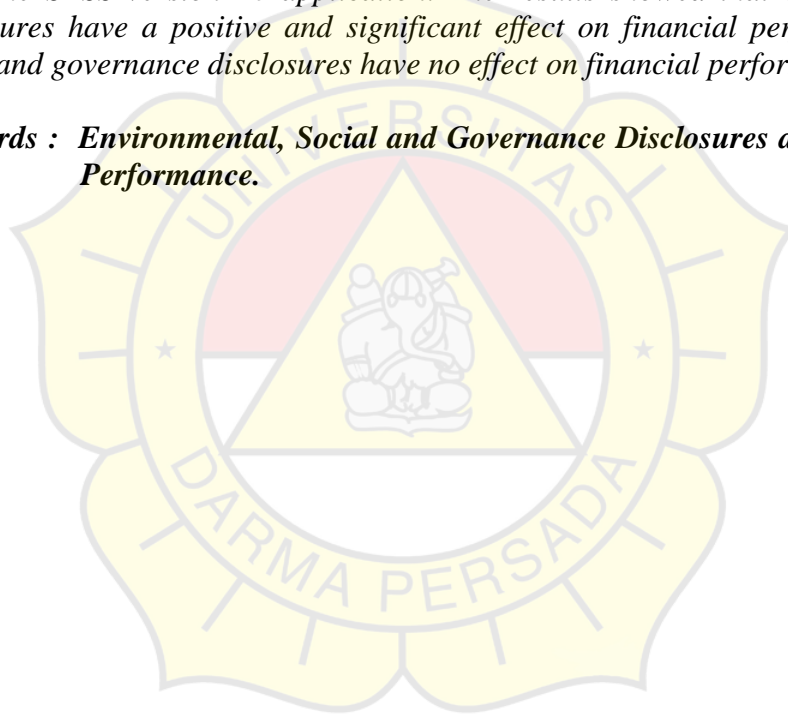 ures have a positive and significant effect on financial per
and governance disclosures have no effect on financial perfor
rds : Environmental, Social and Governance Disclosures a
Performance.
UNIVERSITAS
DARMA PERSADA